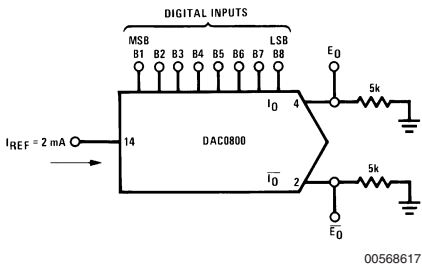 DIGITAL INPUTS
MSB LSB
B1 B2 B3 B4 B5 B6 B7 B8
E0
5k
I0 4
IREF = 2 mA 14 DAC0800
5k
I0 2
E0
00568617